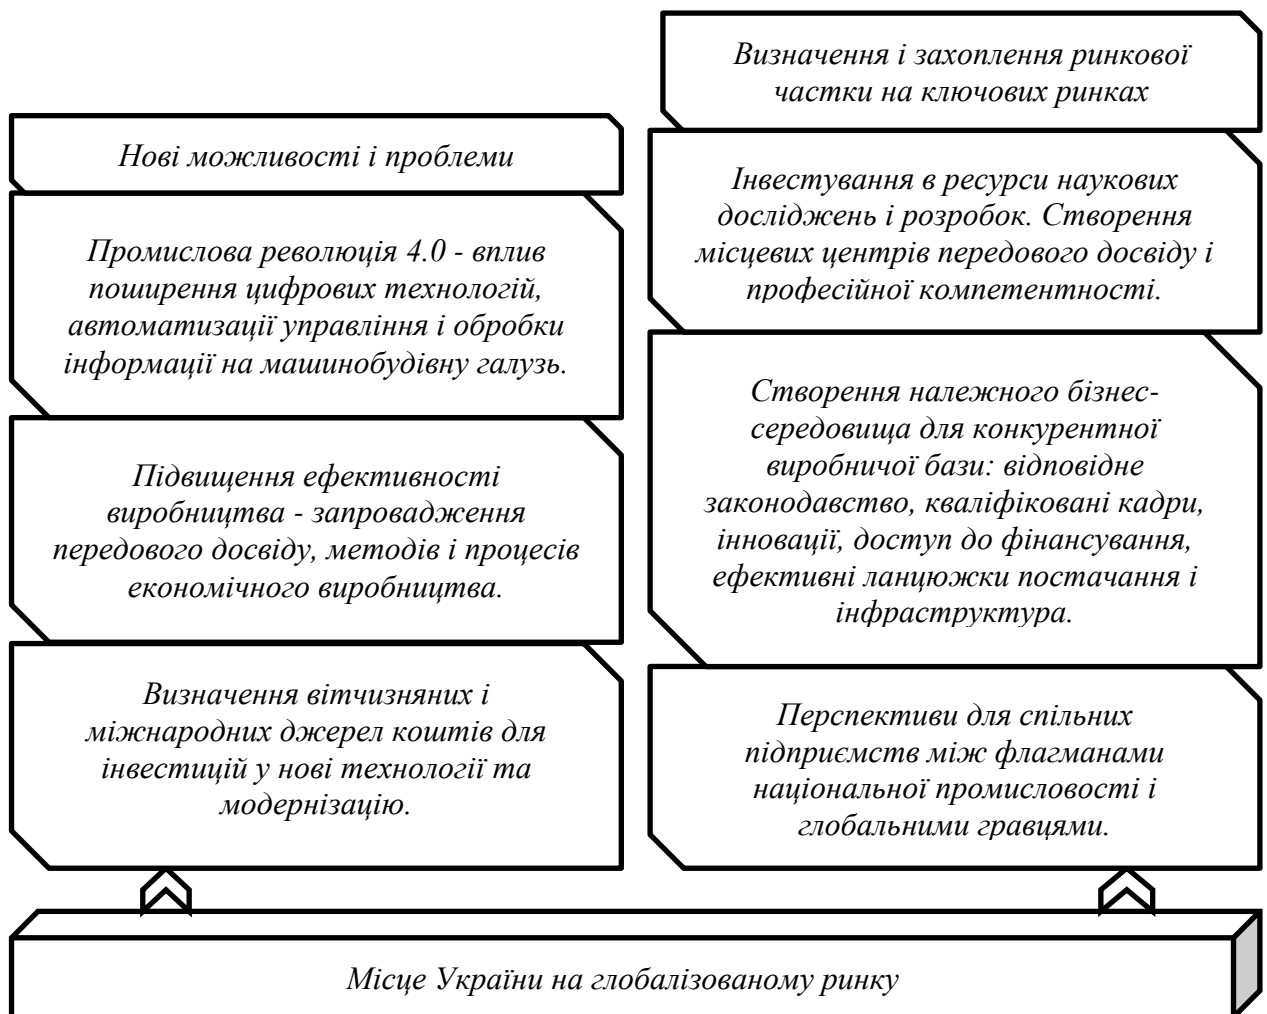 Нові можливості і проблеми
Промислова революція 4.0 - вплив
поширення цифрових технологій,
автоматизації управління і обробки
інформації на машинобудівну галузь.
Підвищення ефективності
виробництва - запровадження
передового досвіду, методів і процесів
економічного виробництва.
Визначення вітчизняних і
міжнародних джерел коштів для
інвестицій у нові технології та
модернізацію.
Визначення і захоплення ринкової
частки на ключових ринках
Інвестування в ресурси наукових
досліджень і розробок. Створення
місцевих центрів передового досвіду і
професійної компетентності.
Створення належного бізнес-
середовища для конкурентної
виробничої бази: відповідне
законодавство, кваліфіковані кадри,
інновації, доступ до фінансування,
ефективні ланцюжки постачання і
інфраструктура.
Перспективи для спільних
підприємств між флагманами
національної промисловості і
глобальними гравцями.
Місце України на глобалізованому ринку